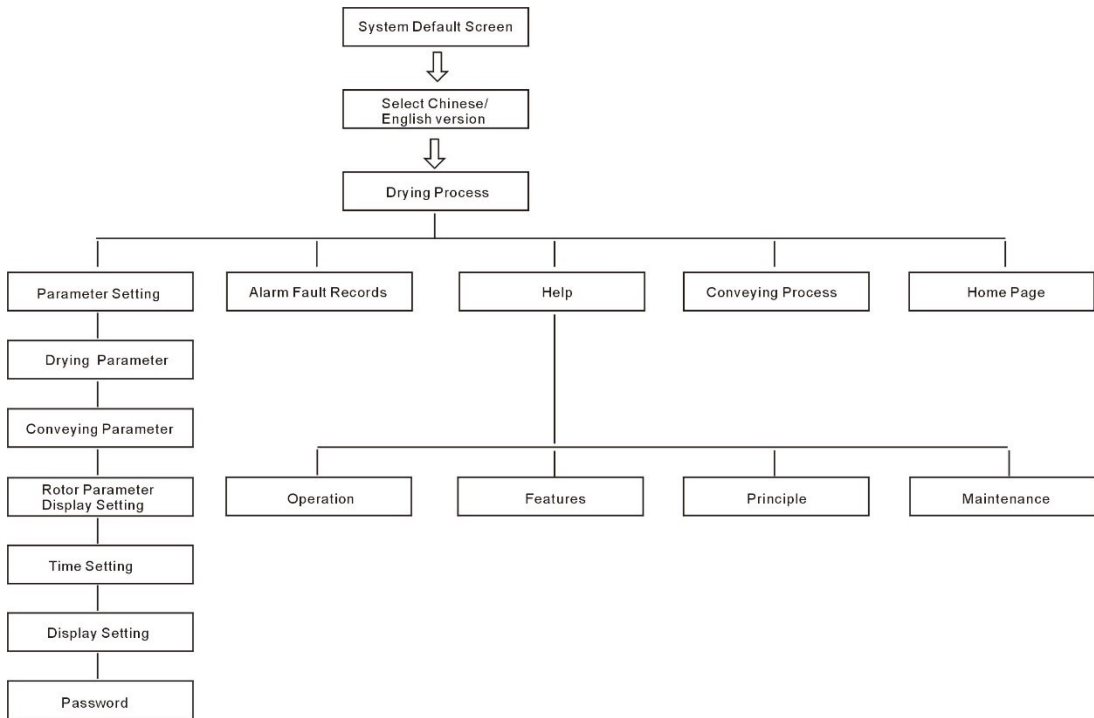 System Default Screen
Select Chinese/
English version
Drying Process
Parameter Setting
Alarm Fault Records
Help
Conveying Process
Home Page
Drying Parameter
Conveying Parameter
Rotor Parameter
Display Setting
Operation
Features
Principle
Maintenance
Time Setting
Display Setting
Password